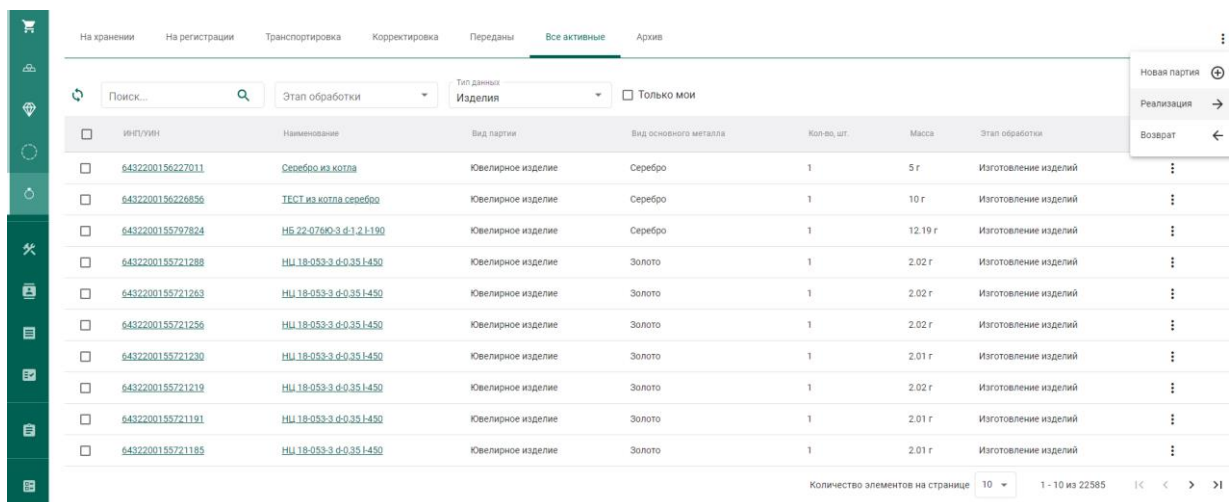 На хранении На регистрации Транспортировка Корректировка Переданы Все активные Архив
Новая партия
Реализация
Возврат
Поиск... Этап обработки Тип данных Изделия Только мои
ИНП/УИН Наименование Вид партии Вид основного металла Кол-во, шт. Масса Этап обработки
6432200156227011 Серебро из котла Ювелирное изделие Серебро 1 5 г Изготовление изделий
6432200156226856 ТЕСТ из котла серебро Ювелирное изделие Серебро 1 10 г Изготовление изделий
6432200155797824 НБ 22-076Ю-3 d-1,2 l-190 Ювелирное изделие Серебро 1 12.19 г Изготовление изделий
6432200155721288 НЦ 18-053-3 d-0,35 l-450 Ювелирное изделие Золото 1 2.02 г Изготовление изделий
6432200155721263 НЦ 18-053-3 d-0,35 l-450 Ювелирное изделие Золото 1 2.02 г Изготовление изделий
6432200155721256 НЦ 18-053-3 d-0,35 l-450 Ювелирное изделие Золото 1 2.02 г Изготовление изделий
6432200155721230 НЦ 18-053-3 d-0,35 l-450 Ювелирное изделие Золото 1 2.01 г Изготовление изделий
6432200155721219 НЦ 18-053-3 d-0,35 l-450 Ювелирное изделие Золото 1 2.02 г Изготовление изделий
6432200155721191 НЦ 18-053-3 d-0,35 l-450 Ювелирное изделие Золото 1 2.01 г Изготовление изделий
6432200155721185 НЦ 18-053-3 d-0,35 l-450 Ювелирное изделие Золото 1 2.01 г Изготовление изделий
Количество элементов на странице 10 1 - 10 из 22585